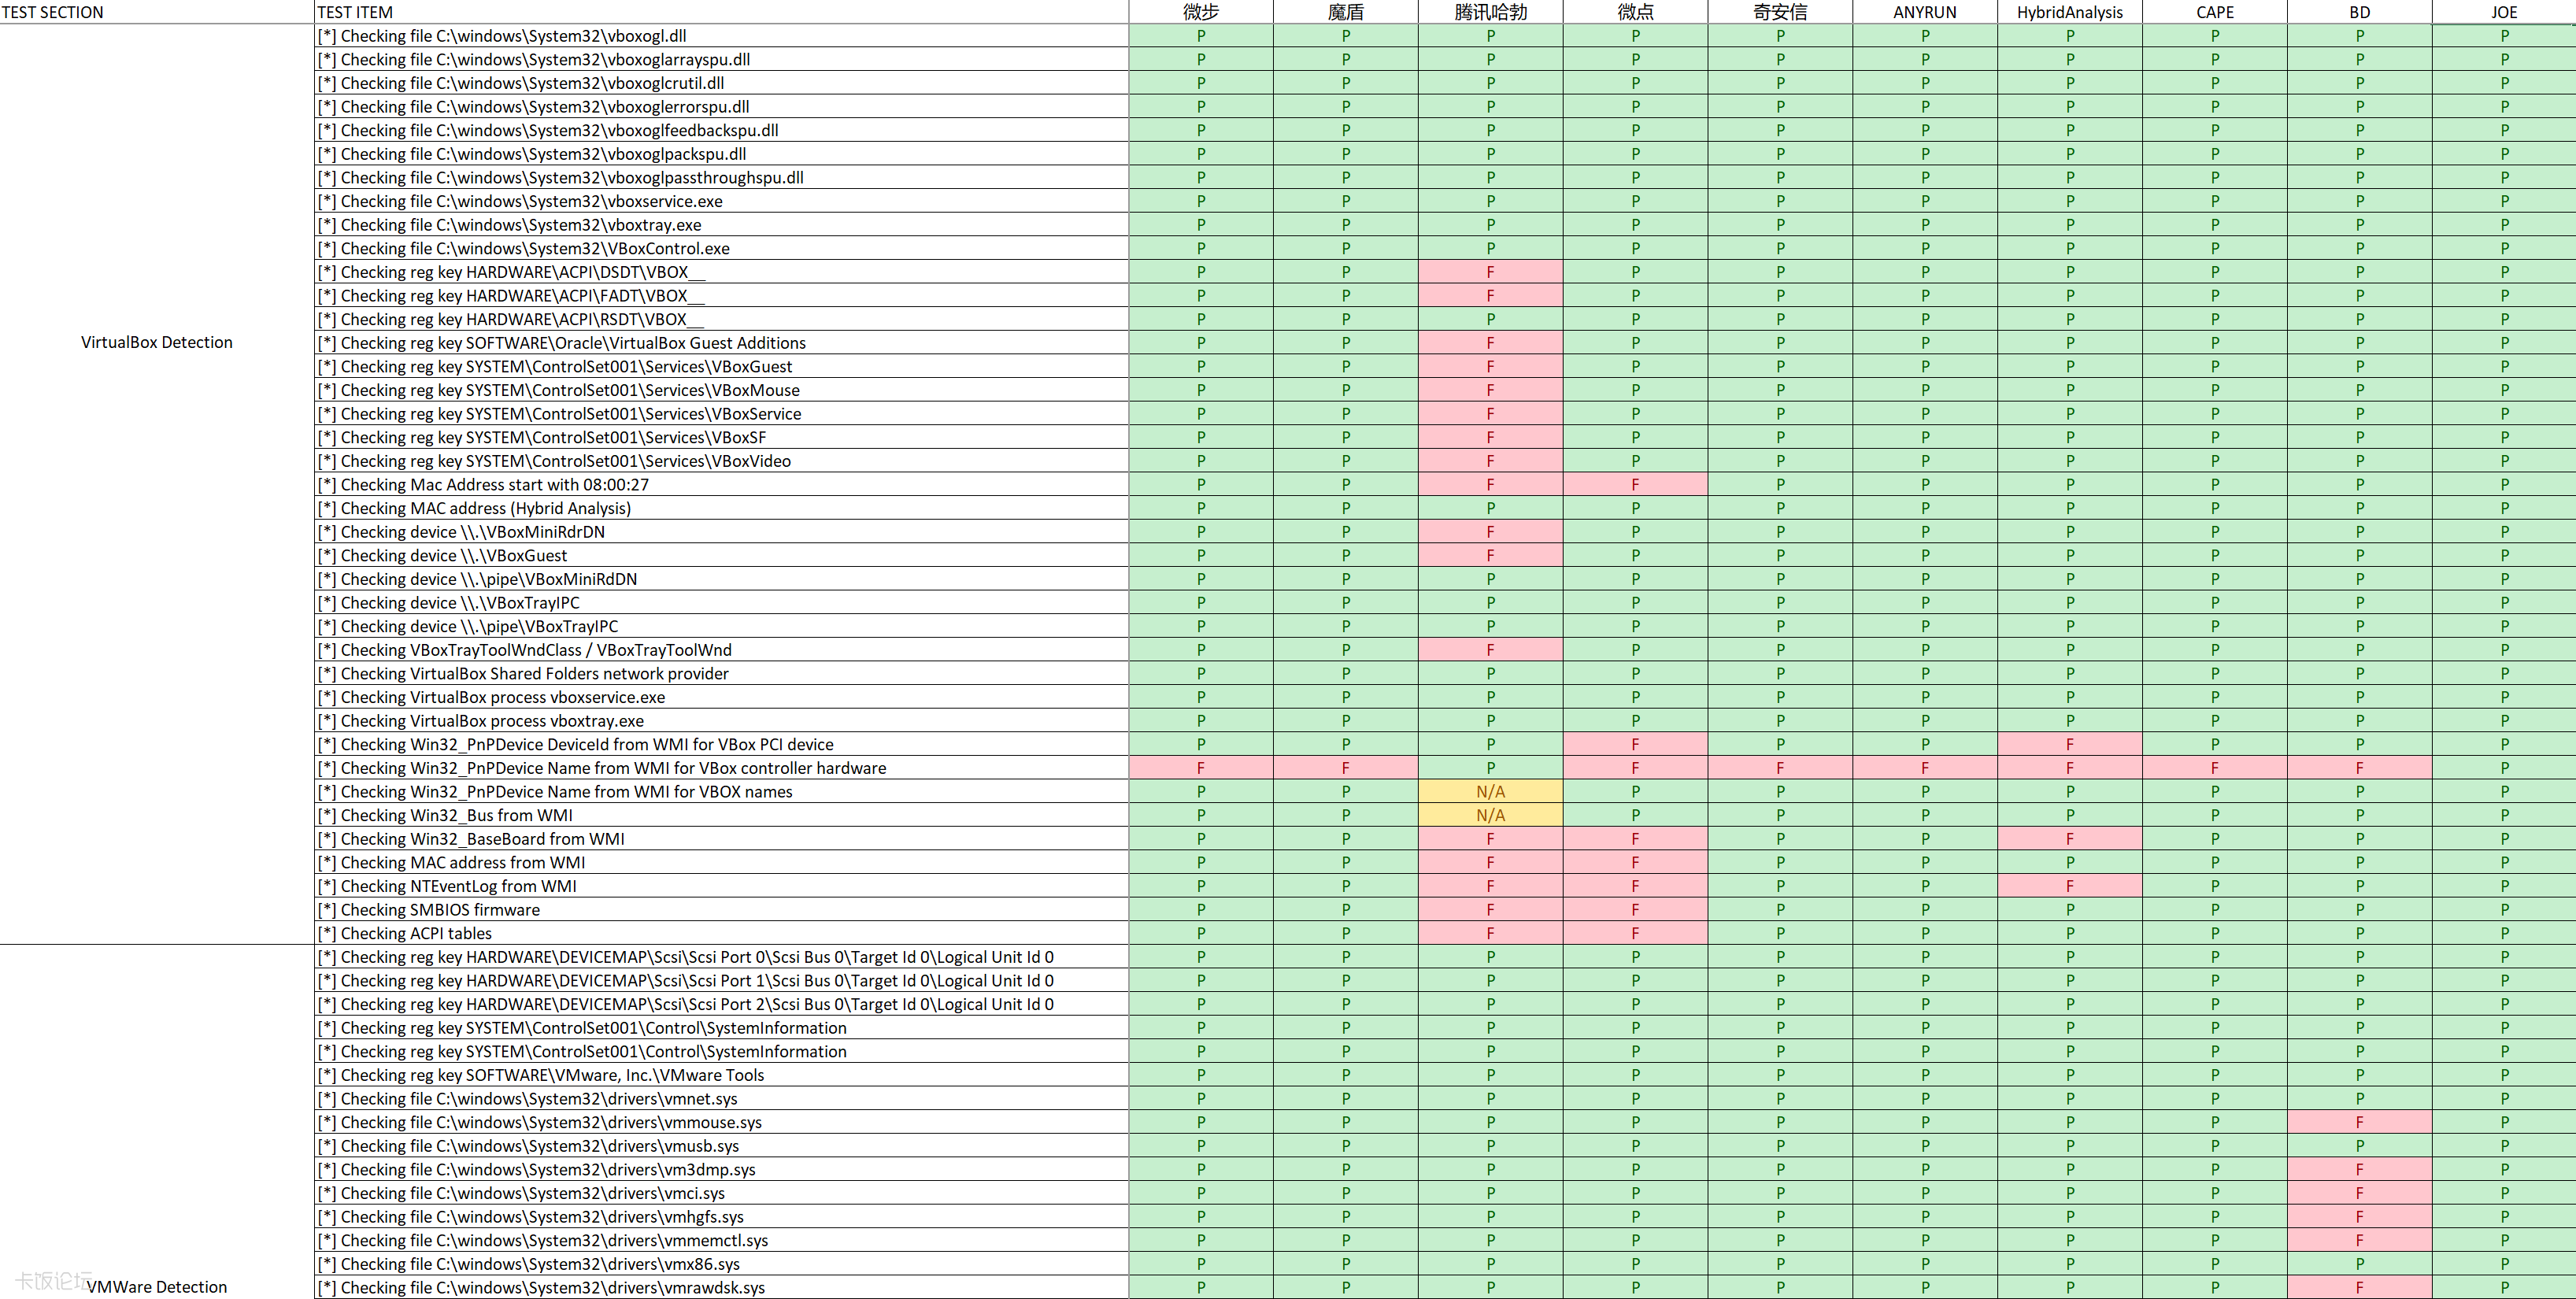 TEST SECTION TEST ITEM 微步 魔盾 腾讯哈勃 微点 奇安信 ANYRUN HybridAnalysis CAPE BD JOE
[*] Checking file C:\windows\System32\vboxogl.dll P P P P P P P P P P
[*] Checking file C:\windows\System32\vboxoglarrayspu.dll P P P P P P P P P P
[*] Checking file C:\windows\System32\vboxoglcrutil.dll P P P P P P P P P P
[*] Checking file C:\windows\System32\vboxoglerrorspu.dll P P P P P P P P P P
[*] Checking file C:\windows\System32\vboxoglfeedbackspu.dll P P P P P P P P P P
[*] Checking file C:\windows\System32\vboxoglpackspu.dll P P P P P P P P P P
[*] Checking file C:\windows\System32\vboxoglpassthroughspu.dll P P P P P P P P P P
[*] Checking file C:\windows\System32\vboxservice.exe P P P P P P P P P P
[*] Checking file C:\windows\System32\vboxtray.exe P P P P P P P P P P
[*] Checking file C:\windows\System32\VBoxControl.exe P P P P P P P P P P
[*] Checking reg key HARDWARE\ACPI\DSDT\VBOX__ P P F P P P P P P P
[*] Checking reg key HARDWARE\ACPI\FADT\VBOX__ P P F P P P P P P P
[*] Checking reg key HARDWARE\ACPI\RSDT\VBOX__ P P P P P P P P P P
VirtualBox Detection [*] Checking reg key SOFTWARE\Oracle\VirtualBox Guest Additions P P F P P P P P P P
[*] Checking reg key SYSTEM\ControlSet001\Services\VBoxGuest P P F P P P P P P P
[*] Checking reg key SYSTEM\ControlSet001\Services\VBoxMouse P P F P P P P P P P
[*] Checking reg key SYSTEM\ControlSet001\Services\VBoxService P P F P P P P P P P
[*] Checking reg key SYSTEM\ControlSet001\Services\VBoxSF P P F P P P P P P P
[*] Checking reg key SYSTEM\ControlSet001\Services\VBoxVideo P P F P P P P P P P
[*] Checking Mac Address start with 08:00:27 P P F F P P P P P P
[*] Checking MAC address (Hybrid Analysis) P P P P P P P P P P
[*] Checking device \\.\VBoxMiniRdrDN P P F P P P P P P P
[*] Checking device \\.\VBoxGuest P P F P P P P P P P
[*] Checking device \\.\pipe\VBoxMiniRdDN P P P P P P P P P P
[*] Checking device \\.\VBoxTrayIPC P P P P P P P P P P
[*] Checking device \\.\pipe\VBoxTrayIPC P P P P P P P P P P
[*] Checking VBoxTrayToolWndClass / VBoxTrayToolWnd P P F P P P P P P P
[*] Checking VirtualBox Shared Folders network provider P P P P P P P P P P
[*] Checking VirtualBox process vboxservice.exe P P P P P P P P P P
[*] Checking VirtualBox process vboxtray.exe P P P P P P P P P P
[*] Checking Win32_PnPDevice DeviceId from WMI for VBox PCI device P P P F P P F P P P
[*] Checking Win32_PnPDevice Name from WMI for VBox controller hardware F F P F F F F F F P
[*] Checking Win32_PnPDevice Name from WMI for VBOX names P P N/A P P P P P P P
[*] Checking Win32_Bus from WMI P P N/A P P P P P P P
[*] Checking Win32_BaseBoard from WMI P P F F P P F P P P
[*] Checking MAC address from WMI P P F F P P P P P P
[*] Checking NTEventLog from WMI P P F F P P F P P P
[*] Checking SMBIOS firmware P P F F P P P P P P
[*] Checking ACPI tables P P F F P P P P P P
[*] Checking reg key HARDWARE\DEVICEMAP\Scsi\Scsi Port 0\Scsi Bus 0\Target Id 0\Logical Unit Id 0 P P P P P P P P P P
[*] Checking reg key HARDWARE\DEVICEMAP\Scsi\Scsi Port 1\Scsi Bus 0\Target Id 0\Logical Unit Id 0 P P P P P P P P P P
[*] Checking reg key HARDWARE\DEVICEMAP\Scsi\Scsi Port 2\Scsi Bus 0\Target Id 0\Logical Unit Id 0 P P P P P P P P P P
[*] Checking reg key SYSTEM\ControlSet001\Control\SystemInformation P P P P P P P P P P
[*] Checking reg key SYSTEM\ControlSet001\Control\SystemInformation P P P P P P P P P P
[*] Checking reg key SOFTWARE\VMware, Inc.\VMware Tools P P P P P P P P P P
[*] Checking file C:\windows\System32\drivers\vmnet.sys P P P P P P P P P P
[*] Checking file C:\windows\System32\drivers\vmmouse.sys P P P P P P P P F P
[*] Checking file C:\windows\System32\drivers\vmusb.sys P P P P P P P P P P
[*] Checking file C:\windows\System32\drivers\vm3dmp.sys P P P P P P P P F P
[*] Checking file C:\windows\System32\drivers\vmci.sys P P P P P P P P F P
[*] Checking file C:\windows\System32\drivers\vmhgfs.sys P P P P P P P P F P
[*] Checking file C:\windows\System32\drivers\vmmemctl.sys P P P P P P P P F P
[*] Checking file C:\windows\System32\drivers\vmx86.sys P P P P P P P P P P
卡饭论坛 VMWare Detection [*] Checking file C:\windows\System32\drivers\vmrawdsk.sys P P P P P P P P F P